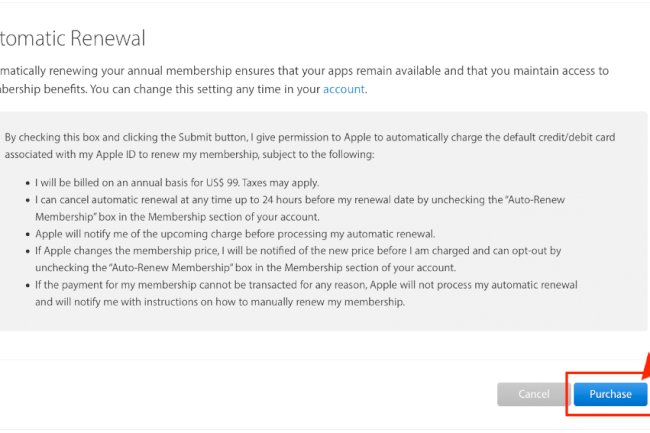 tomatic Renewal
matically renewing your annual membership ensures that your apps remain available and that you maintain access to
bership benefits. You can change this setting any time in your account.
By checking this box and clicking the Submit button, I give permission to Apple to automatically charge the default credit/debit card
associated with my Apple ID to renew my membership, subject to the following:
• I will be billed on an annual basis for US$ 99. Taxes may apply.
• I can cancel automatic renewal at any time up to 24 hours before my renewal date by unchecking the “Auto-Renew
Membership” box in the Membership section of your account.
• Apple will notify me of the upcoming charge before processing my automatic renewal.
• If Apple changes the membership price, I will be notified of the new price before I am charged and can opt-out by
unchecking the “Auto-Renew Membership” box in the Membership section of your account.
• If the payment for my membership cannot be transacted for any reason, Apple will not process my automatic renewal
and will notify me with instructions on how to manually renew my membership.
Cancel Purchase